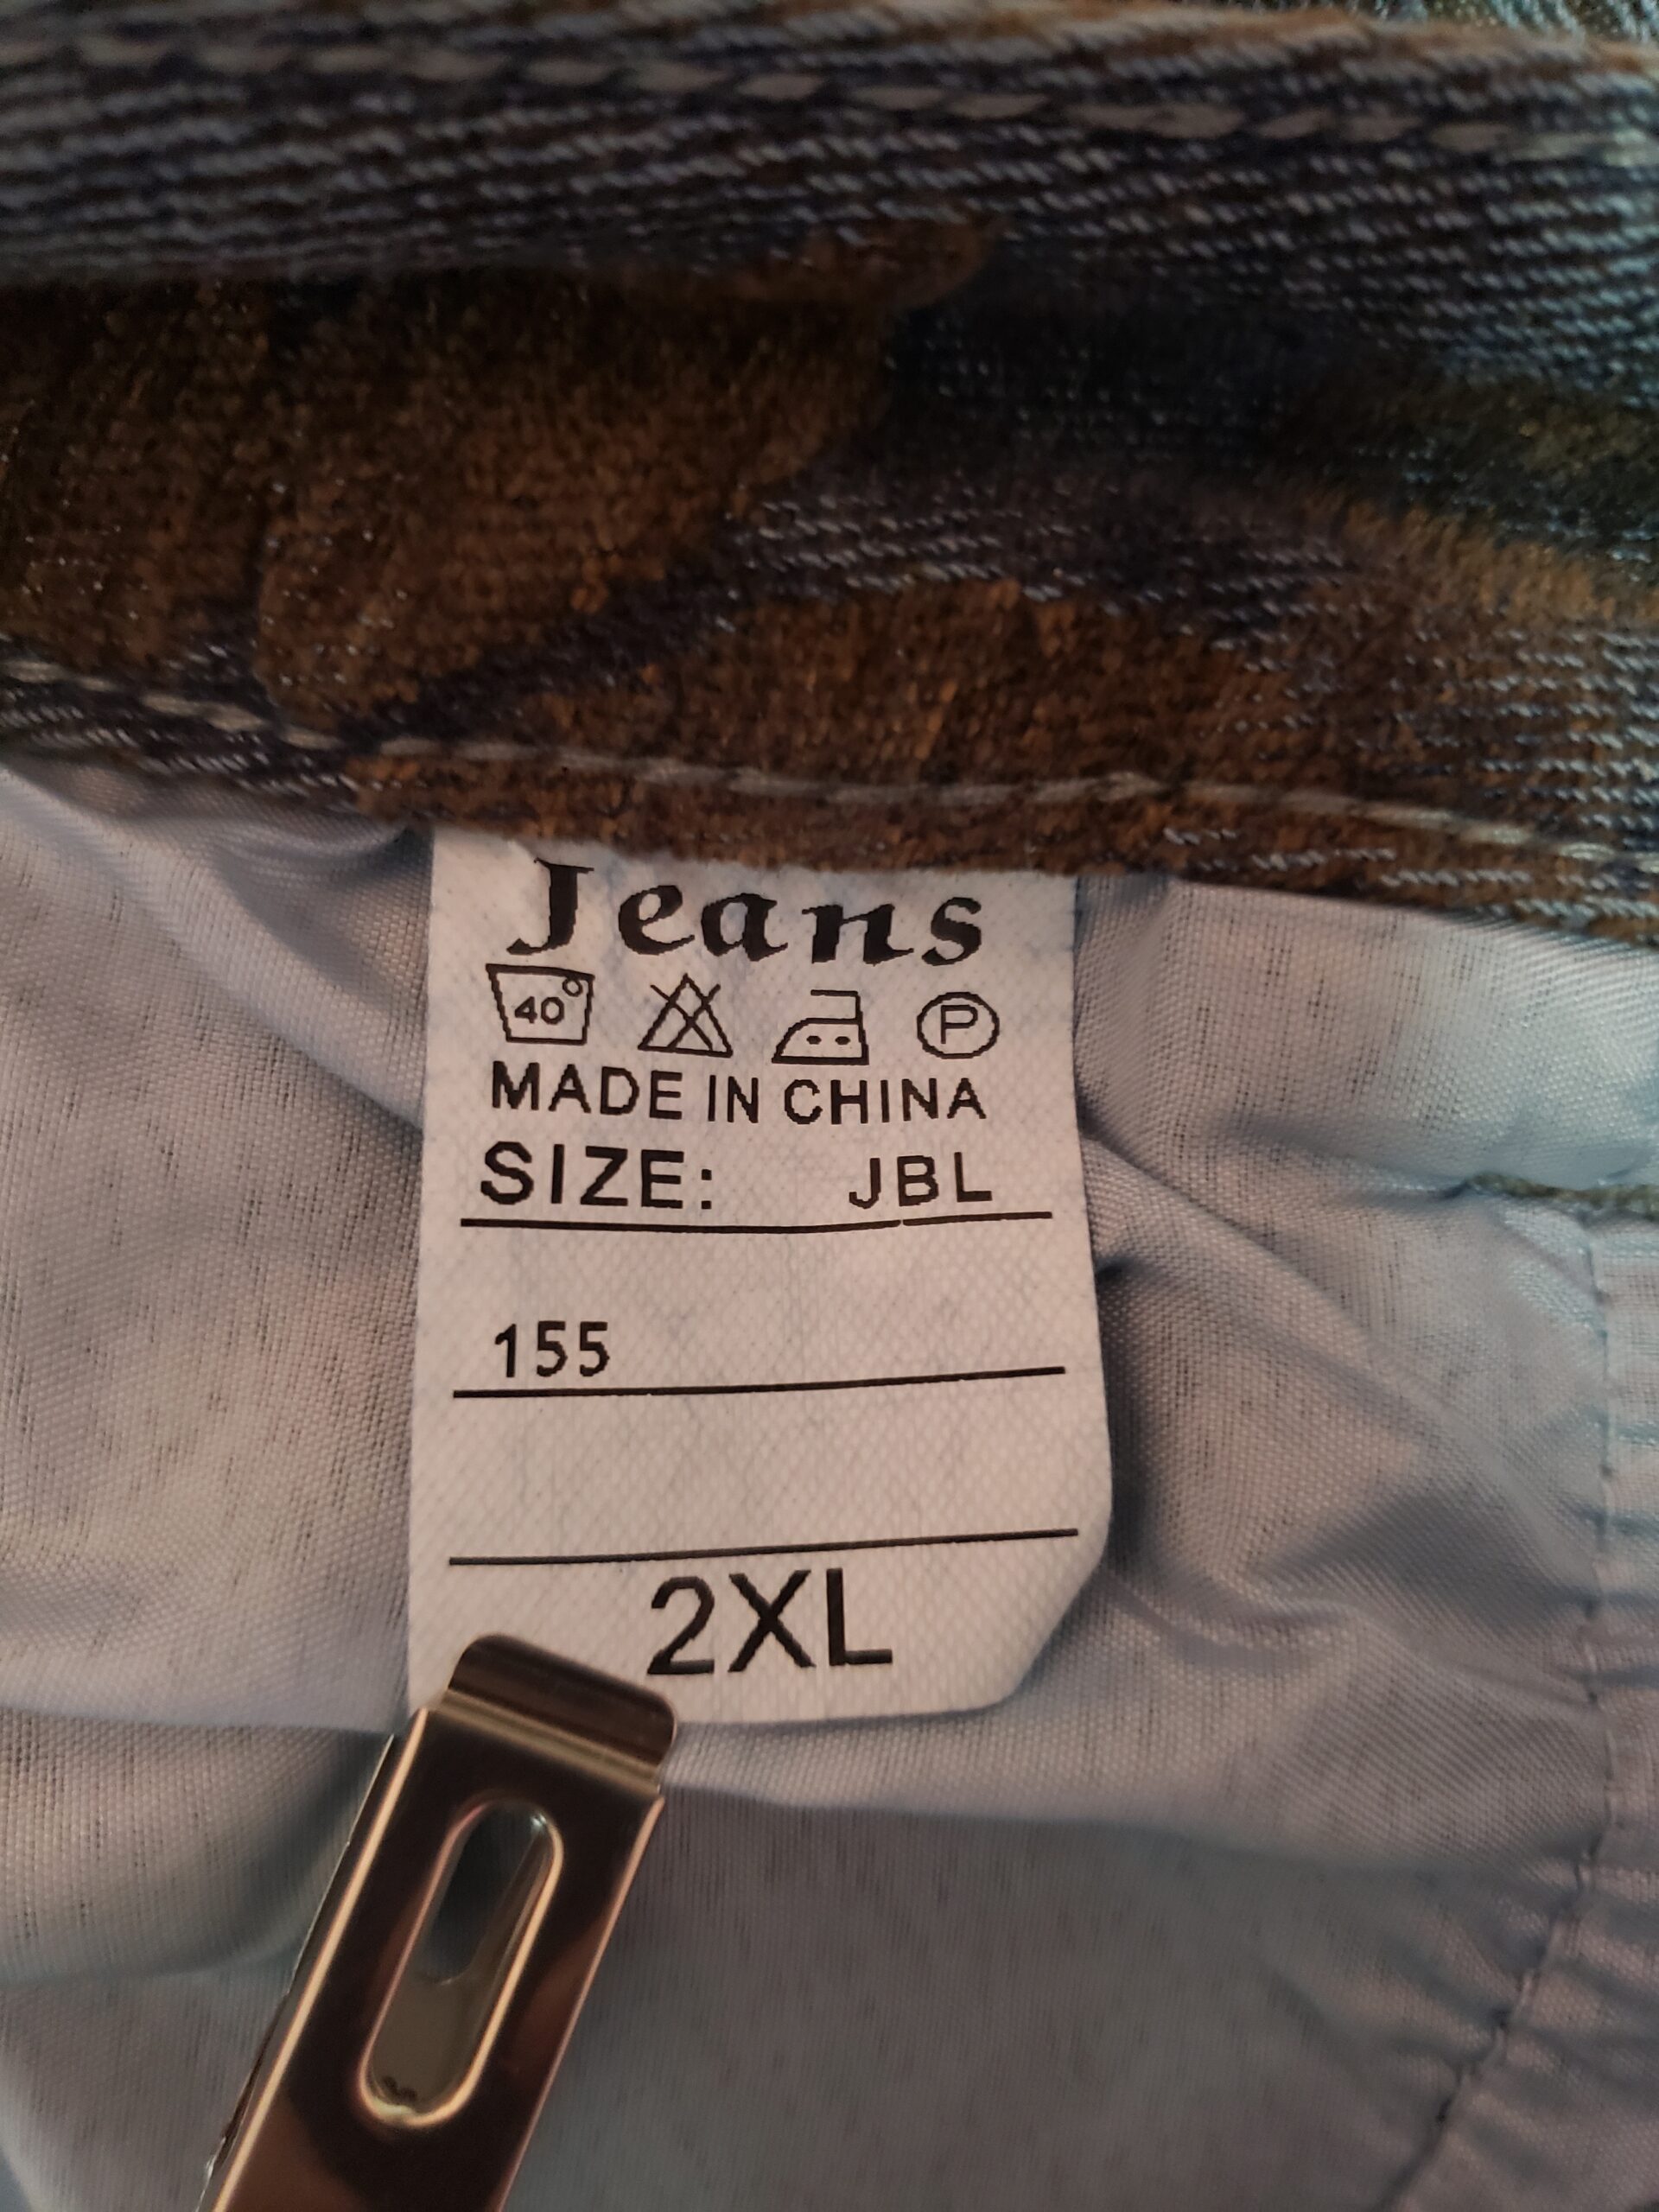 Jeans
40° P
MADE IN CHINA
SIZE: JBL
155
2XL